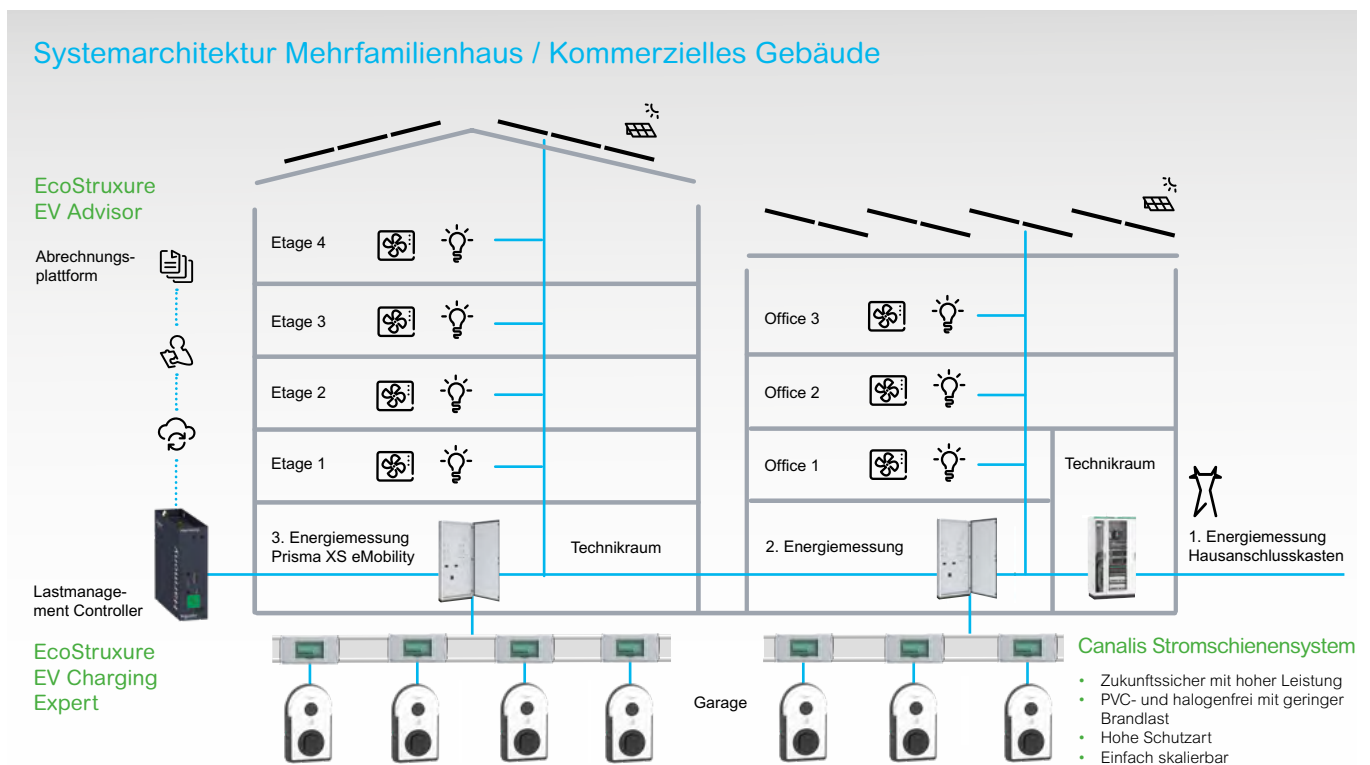 Systemarchitektur Mehrfamilienhaus / Kommerzielles Gebäude
EcoStruxure
EV Advisor
Abrechnungs-
plattform
Etage 4
Etage 3
Etage 2
Etage 1
3. Energiemessung
Prisma XS eMobility
Technikraum
Office 3
Office 2
Office 1
Technikraum
2. Energiemessung
1. Energiemessung
Hausanschlusskasten
Lastmanage-
ment Controller
EcoStruxure
EV Charging
Expert
Garage
Canalis Stromschienensystem
• Zukunftssicher mit hoher Leistung
• PVC- und halogenfrei mit geringer
Brandlast
• Hohe Schutzart
• Einfach skalierbar